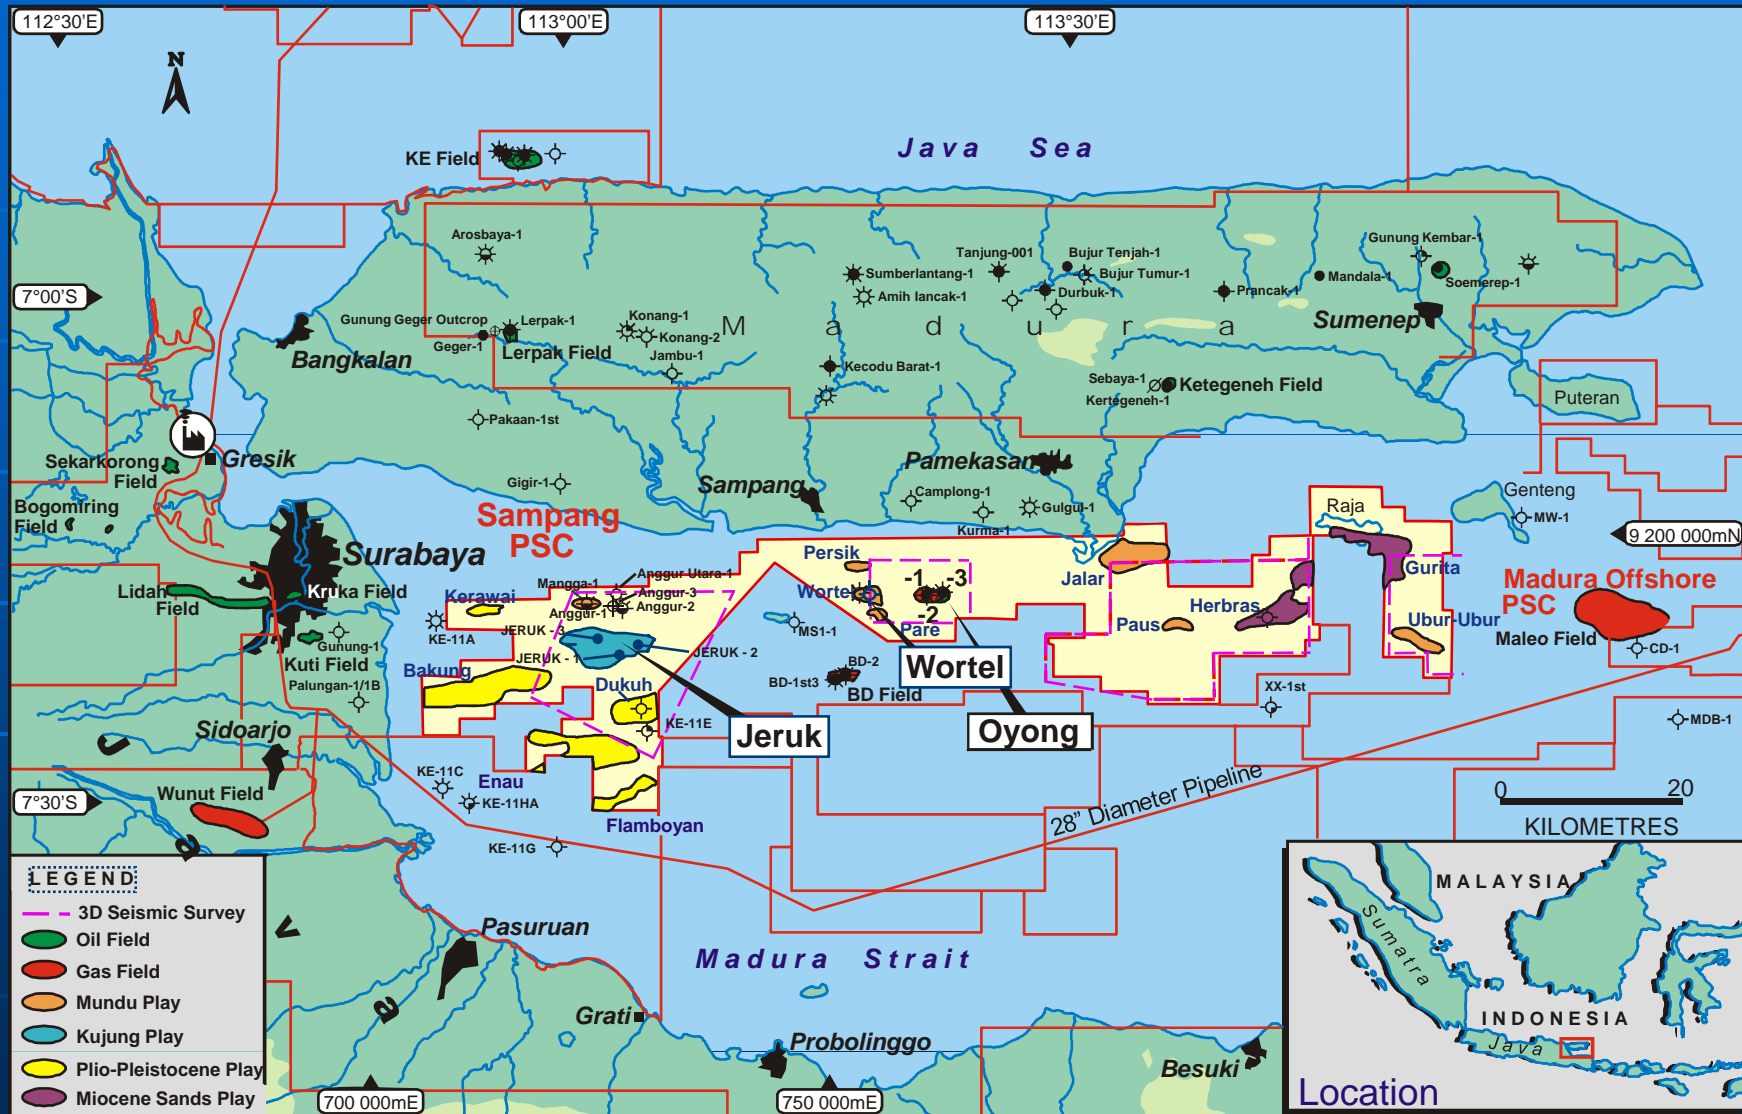 112°30'E
113°00'E
113°30'E
N
Java Sea
KE Field
Arosbaya-1
Tanjung-001
Bujur Tenjah-1
Gunung Kembar-1
Sumberlantang-1
Bujur Tumur-1
Mandala-1
Soemerep-1
7°00'S
Amih Iancak-1
Durbuk-1
Prancak-1
Gunung Geger Outcrop
Lerpak-1
Konang-1
Madura
Sumenep
Geger-1
Lerpak Field
Konang-2
Bangkalan
Jambu-1
Kecodu Barat-1
Sebaya-1
Ketegeneh Field
Kertegeneh-1
Puteran
Pakaan-1st
Gresik
Sekarkorong
Field
Pamekasan
Gigir-1
Sampang
Camplong-1
Genteng
Bogomiring
Field
Sampang
PSC
Kurma-1
Gulgul-1
Raja
MW-1
9 200 000mN
Surabaya
Persik
Jalar
Gurita
Madura Offshore
PSC
Lidah
Field
Kruka Field
Mangga-1
Anggur Utara-1
Anggur-3
Kerawai
Anggur-1
Anggur-2
Wortel
-1
-3
-2
Pare
Herbras
Paus
Ubur-Ubur
Maleo Field
KE-11A
JERUK - 3
MS1-1
Gunung-1
Kuti Field
JERUK - 1
JERUK - 2
CD-1
Bakung
BD-2
Wortel
Palungan-1/1B
Dukuh
BD-1st3
BD Field
XX-1st
Sidoarjo
KE-11E
Jeruk
Oyong
MDB-1
KE-11C
Enau
7°30'S
Wunut Field
KE-11HA
28" Diameter Pipeline
0
20
KILOMETRES
Flamboyan
KE-11G
Java
LEGEND
3D Seismic Survey
Oil Field
Gas Field
Mundu Play
Kujung Play
Plio-Pleistocene Play
Miocene Sands Play
Pasuruan
Madura Strait
Grati
Probolinggo
Besuki
700 000mE
750 000mE
MALAYSIA
Sumatra
INDONESIA
Java
Location